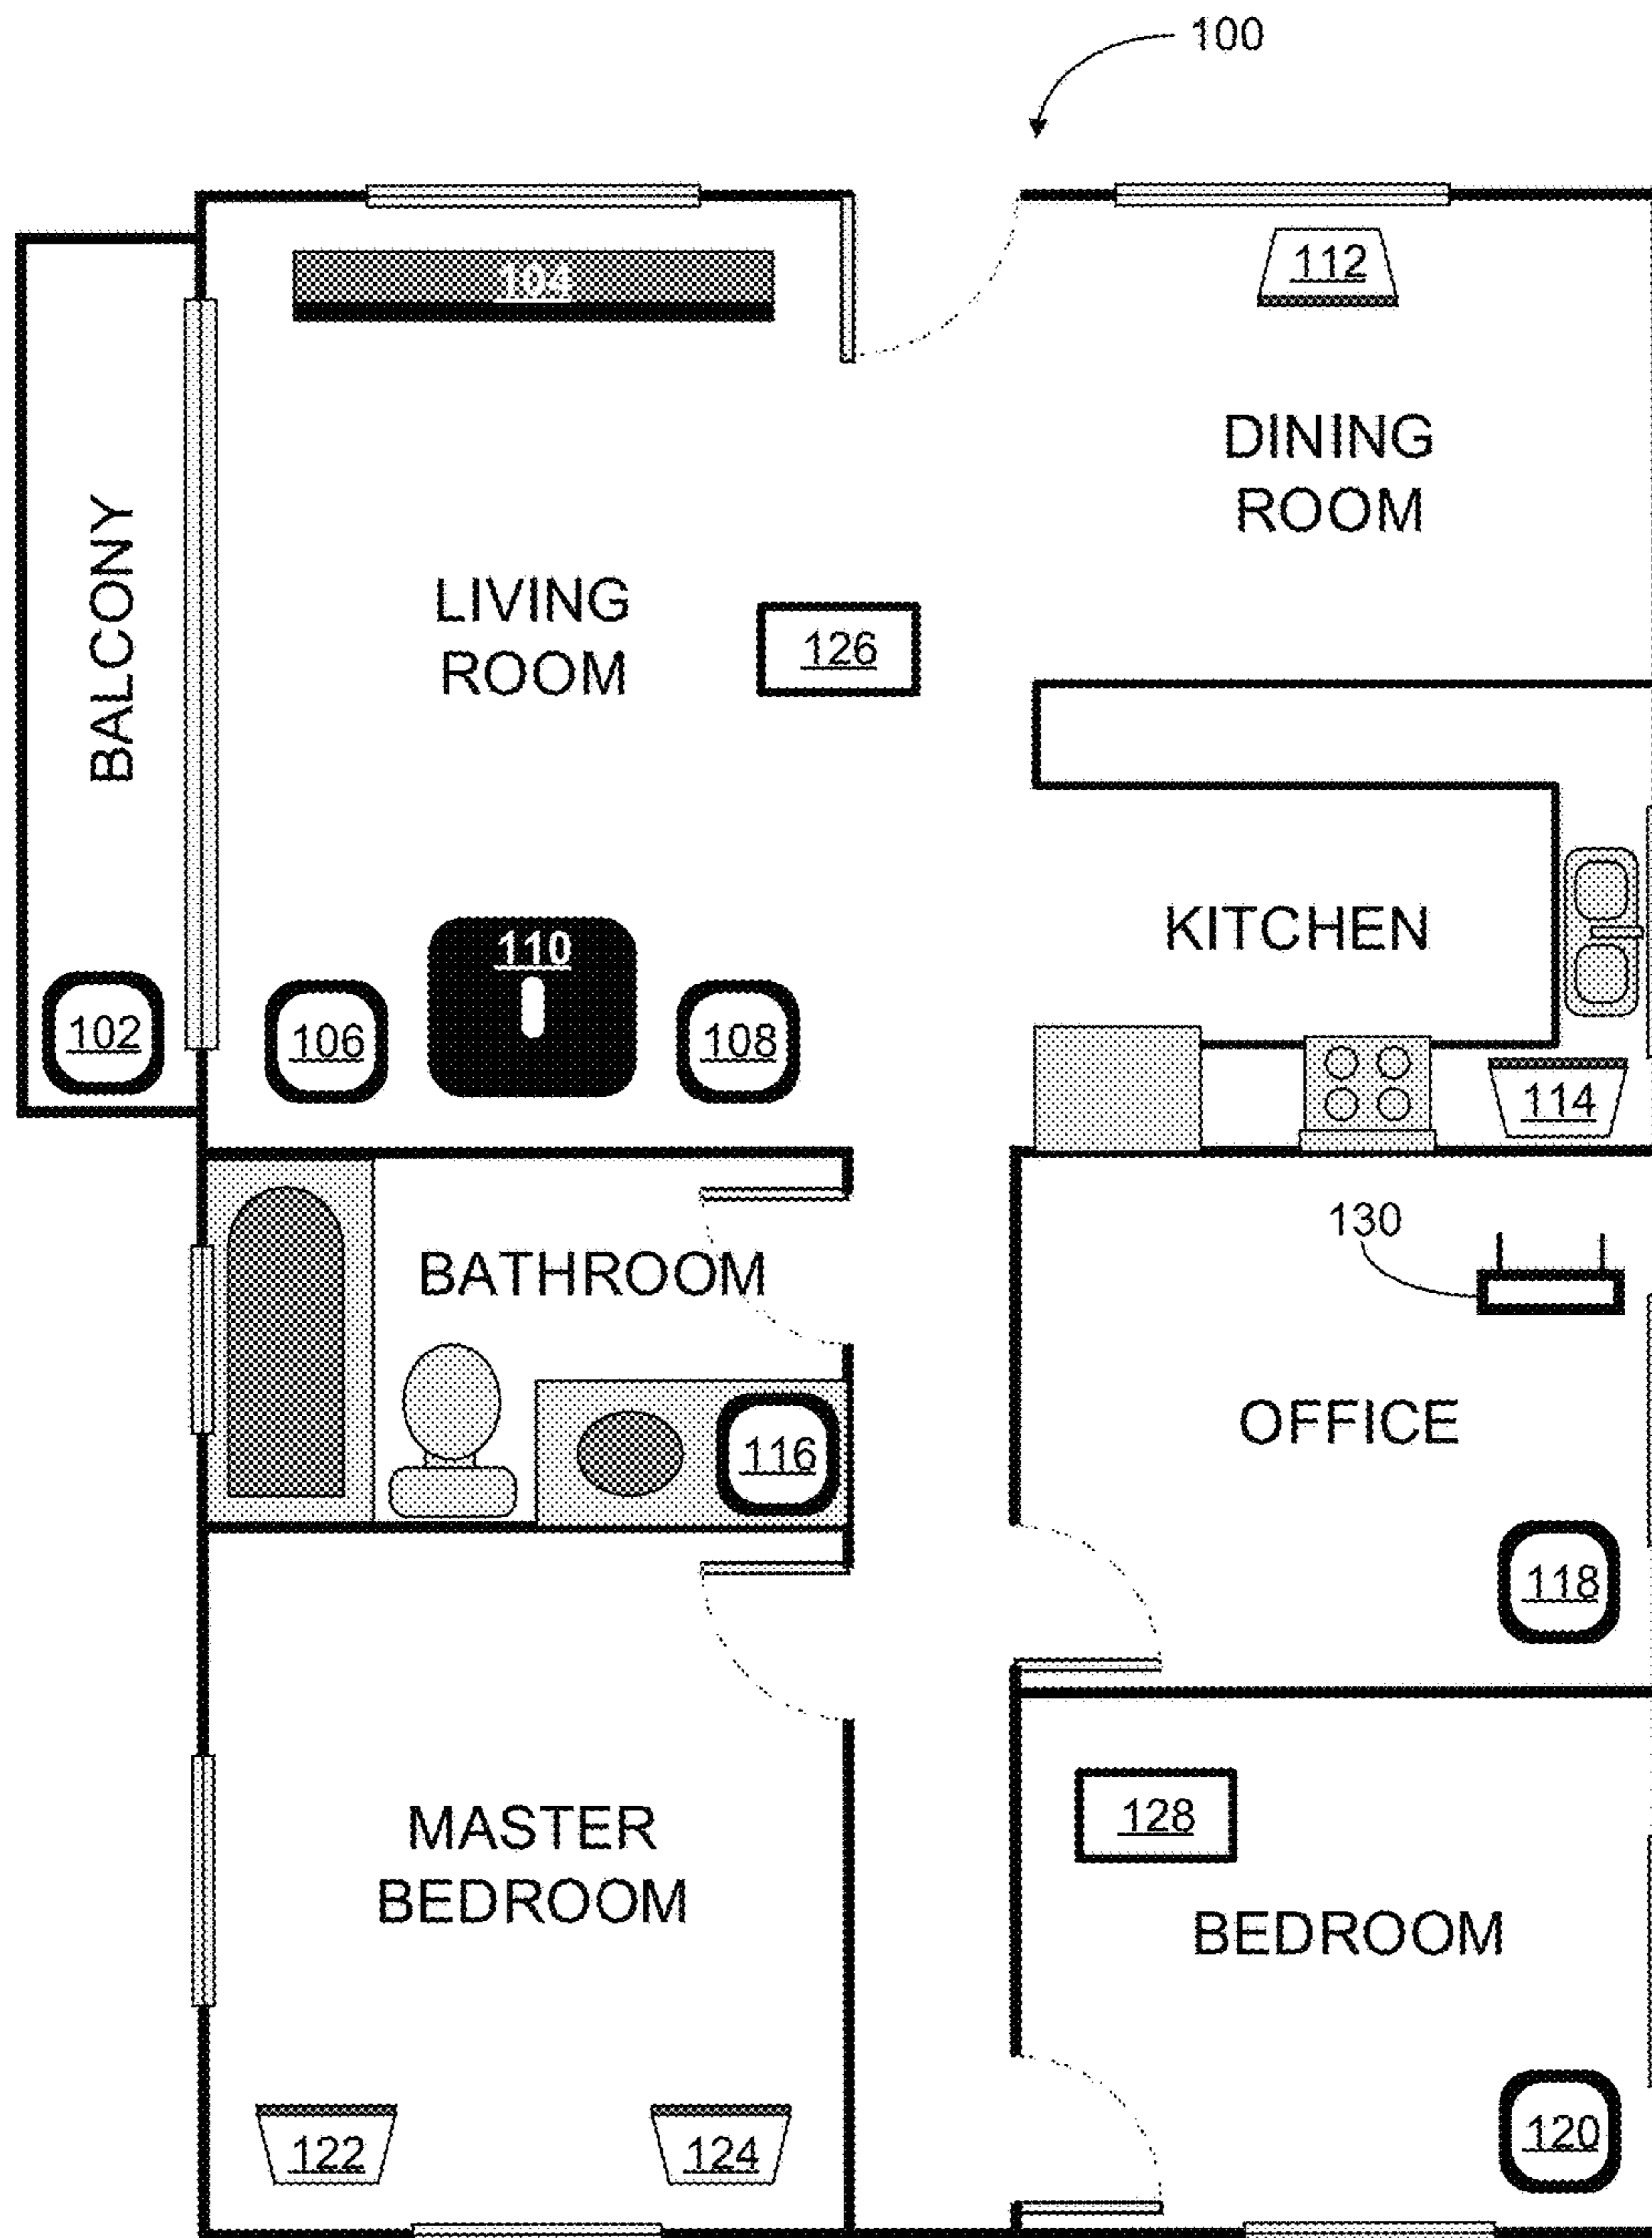 100
104
112
DINING
ROOM
BALCONY
LIVING
ROOM
126
KITCHEN
110
102
106
108
114
130
BATHROOM
OFFICE
116
118
MASTER
BEDROOM
128
BEDROOM
122
124
120